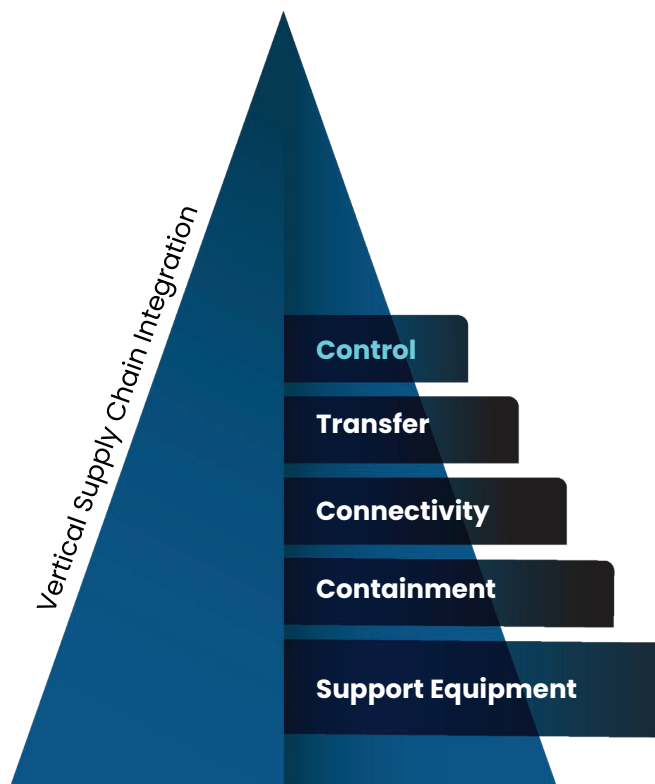 Vertical Supply Chain Integration
Control
Transfer
Connectivity
Containment
Support Equipment